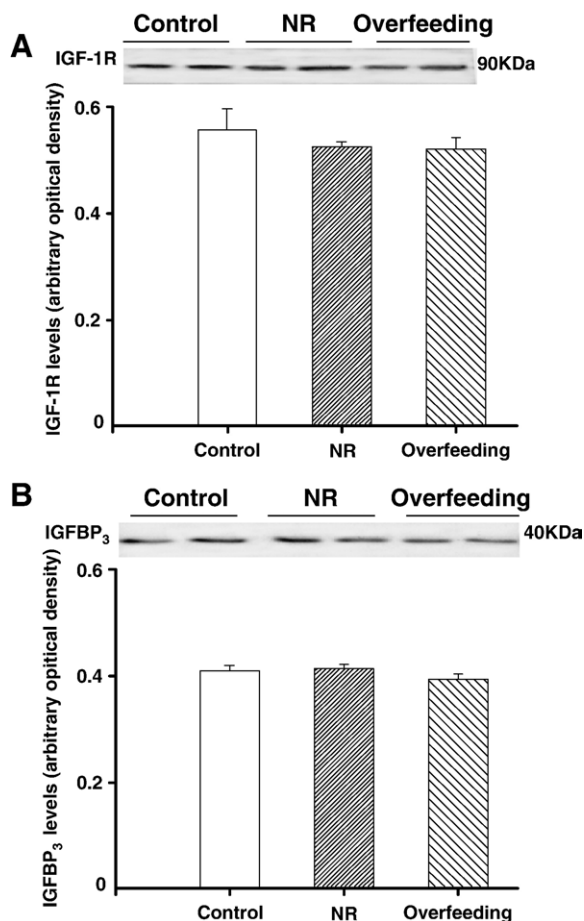 A
Control NR Overfeeding
IGF-1R 90KDa
IGF-1R levels (arbitrary opitical density)
0.6
0.4
0.2
0
Control NR Overfeeding
B
Control NR Overfeeding
IGFBP3 40KDa
IGFBP3 levels (arbitrary opitical density)
0.6
0.4
0.2
0
Control NR Overfeeding